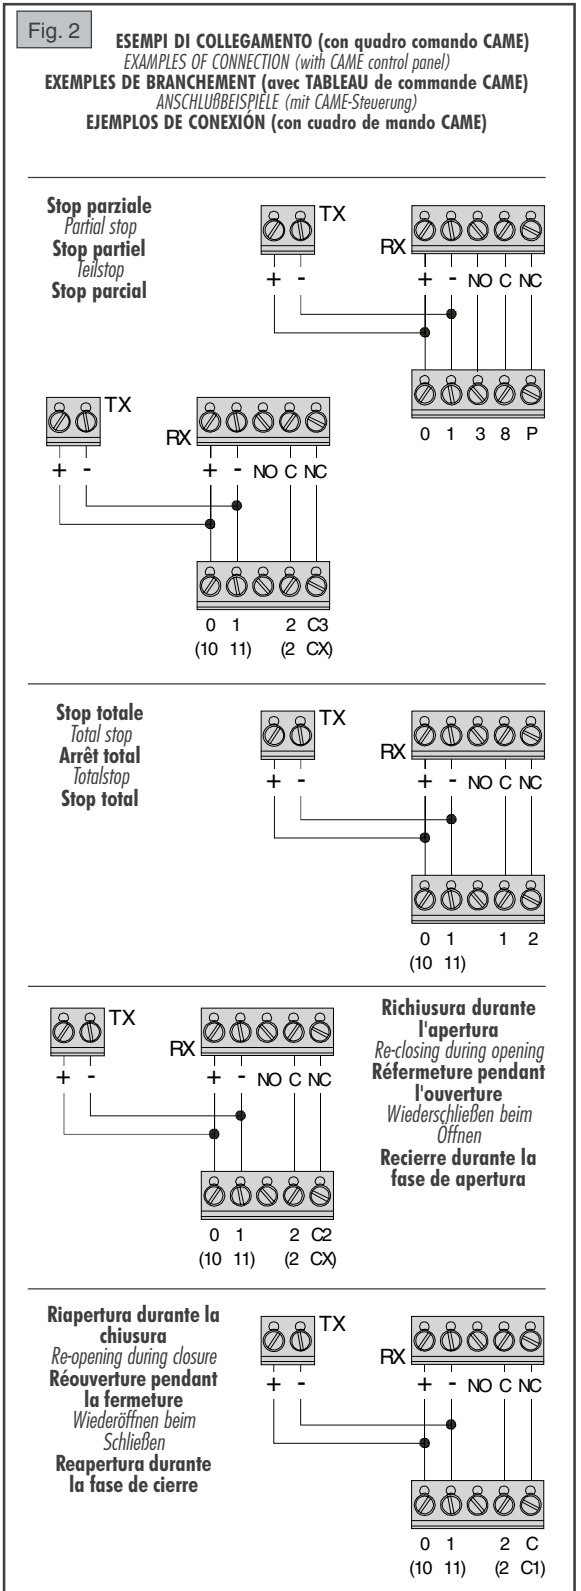 Fig. 2
ESEMPI DI COLLEGAMENTO (con quadro comando CAME)
EXAMPLES OF CONNECTION (with CAME control panel)
EXEMPLES DE BRANCHEMENT (avec TABLEAU de commande CAME)
ANSCHLUßBEISPIELE (mit CAME-Steuerung)
EJEMPLOS DE CONEXIÓN (con cuadro de mando CAME)
Stop parziale
Partial stop
Stop partiel
Teilstop
Stop parcial
TX
RX
+ -
+ - NO C NC
0 1 3 8 P
TX
RX
+ -
+ - NO C NC
0 1 2 C3
(10 11) (2 CX)
Stop totale
Total stop
Arrêt total
Totalstop
Stop total
TX
RX
+ -
+ - NO C NC
0 1 1 2
(10 11)
TX
RX
+ -
+ - NO C NC
0 1 2 C2
(10 11) (2 CX)
Richiusura durante
l'apertura
Re-closing during opening
Réfermeture pendant
l'ouverture
Wiederschließen beim
Öffnen
Recierre durante la
fase de apertura
Riapertura durante la
chiusura
Re-opening during closure
Réouverture pendant
la fermeture
Wiederöffnen beim
Schließen
Reapertura durante
la fase de cierre
TX
RX
+ -
+ - NO C NC
0 1 2 C
(10 11) (2 C1)